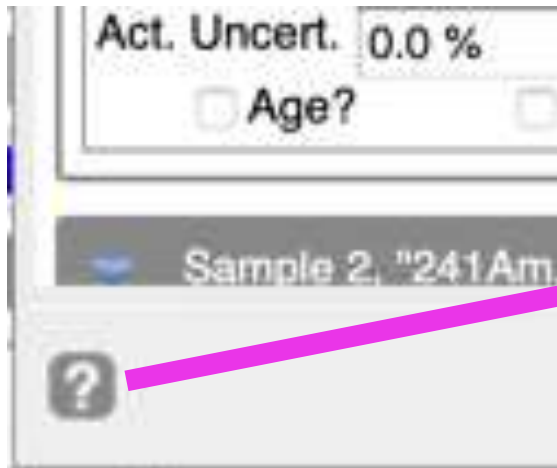 Act. Uncert. 0.0 %
Age?
Sample 2, "241Am,
?